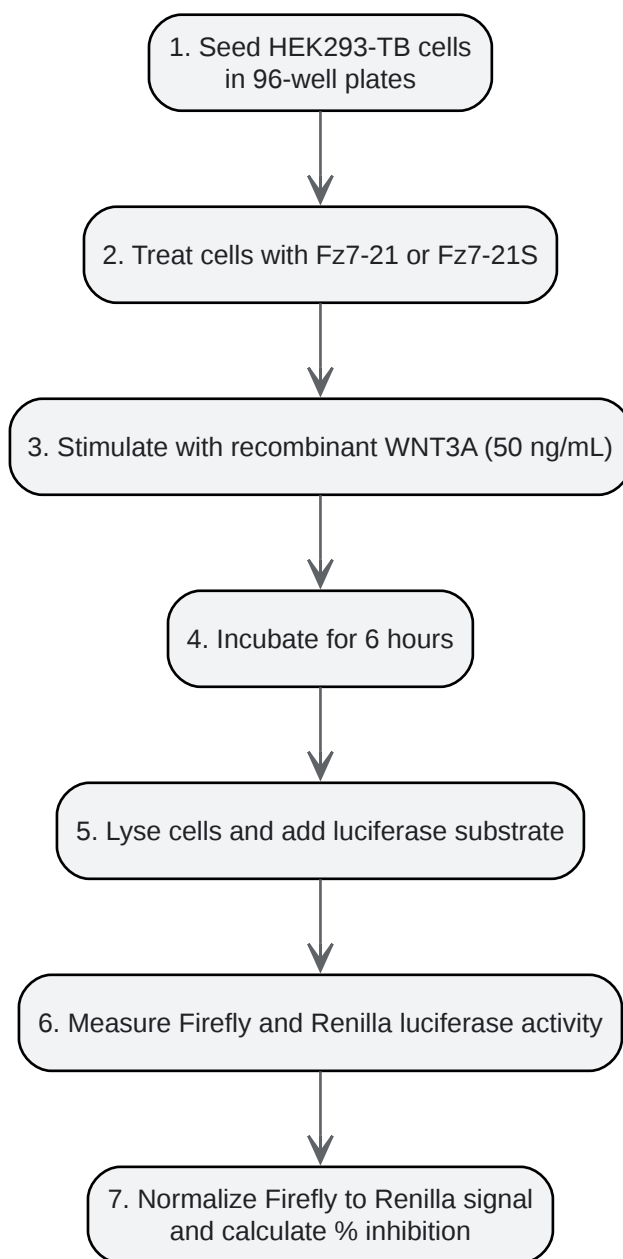 1. Seed HEK293-TB cells
in 96-well plates
2. Treat cells with Fz7-21 or Fz7-21S
3. Stimulate with recombinant WNT3A (50 ng/mL)
4. Incubate for 6 hours
5. Lyse cells and add luciferase substrate
6. Measure Firefly and Renilla luciferase activity
7. Normalize Firefly to Renilla signal
and calculate % inhibition